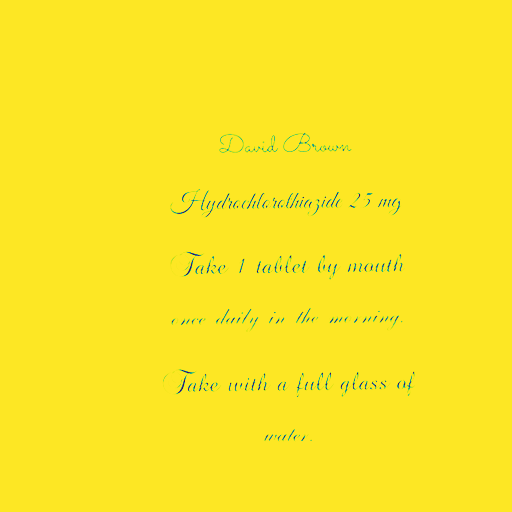 David Brown
Hydrochlorothiazide 25 mg
Take 1 tablet by mouth
once daily in the morning.
Take with a full glass of
water.